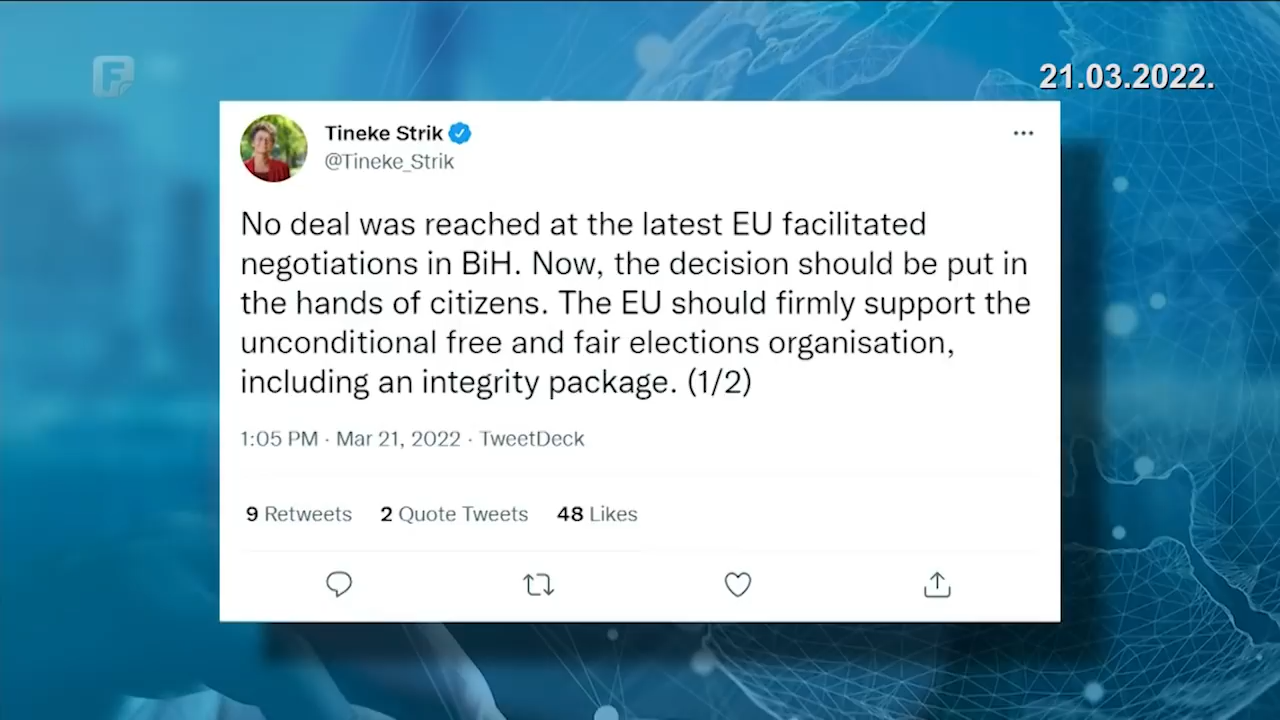 F
21.03.2022.
Tineke Strik
@Tineke_Strik
No deal was reached at the latest EU facilitated
negotiations in BiH. Now, the decision should be put in
the hands of citizens. The EU should firmly support the
unconditional free and fair elections organisation,
including an integrity package. (1/2)
1:05 PM · Mar 21, 2022 · TweetDeck
9 Retweets 2 Quote Tweets 48 Likes